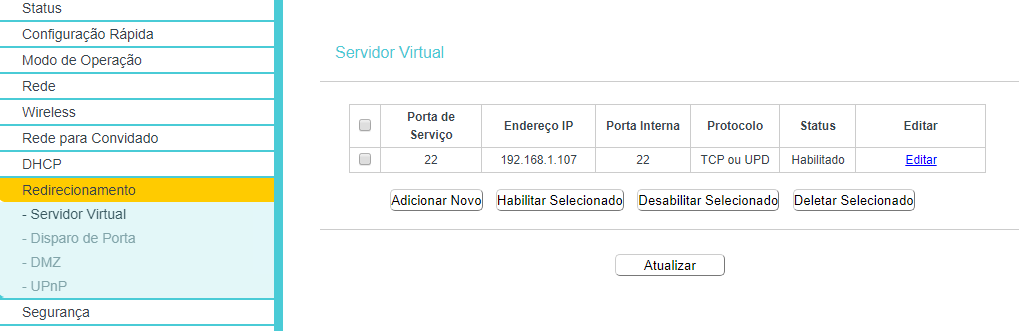 Status
Configuração Rápida
Modo de Operação
Rede
Wireless
Rede para Convidado
DHCP
Redirecionamento
- Servidor Virtual
- Disparo de Porta
- DMZ
- UPnP
Segurança
Servidor Virtual
Porta de Serviço Endereço IP Porta Interna Protocolo Status Editar
22 192.168.1.107 22 TCP ou UPD Habilitado Editar
Adicionar Novo Habilitar Selecionado Desabilitar Selecionado Deletar Selecionado
Atualizar